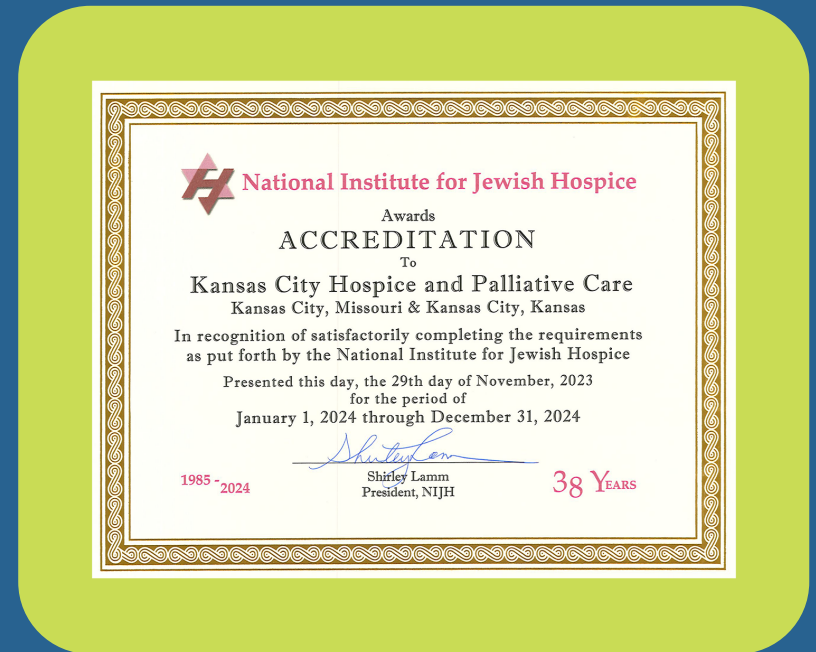 National Institute for Jewish Hospice
Awards
ACCREDITATION
To
Kansas City Hospice and Palliative Care
Kansas City, Missouri & Kansas City, Kansas
In recognition of satisfactorily completing the requirements
as put forth by the National Institute for Jewish Hospice
Presented this day, the 29th day of November, 2023
for the period of
January 1, 2024 through December 31, 2024
Shirley Lamm
Shirley Lamm
President, NIJH
1985 - 2024
38 YEARS